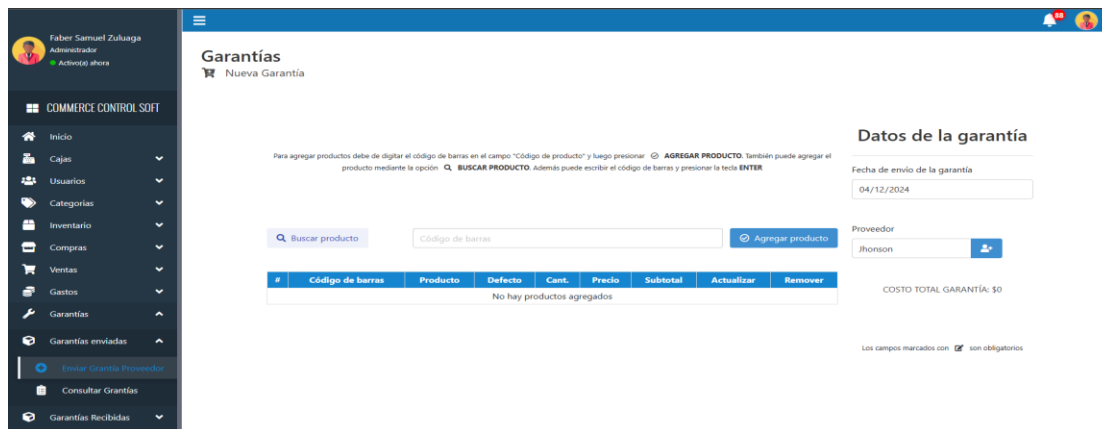 Faber Samuel Zuluaga
Administrador
Activo(a) ahora
COMMERCE CONTROL SOFT
Inicio
Cajas
Usuarios
Categorias
Inventario
Compras
Ventas
Gastos
Garantías
Garantías enviadas
Enviar Grantía Proveedor
Consultar Grantías
Garantías Recibidas
88
Garantías
Nueva Garantía
Para agregar productos debe de digitar el código de barras en el campo "Código de producto" y luego presionar AGREGAR PRODUCTO. También puede agregar el
producto mediante la opción BUSCAR PRODUCTO. Además puede escribir el código de barras y presionar la tecla ENTER
Buscar producto Código de barras Agregar producto
# Código de barras Producto Defecto Cant. Precio Subtotal Actualizar Remover
No hay productos agregados
Datos de la garantía
Fecha de envio de la garantía
04/12/2024
Proveedor
Jhonson
COSTO TOTAL GARANTÍA: $0
Los campos marcados con son obligatorios